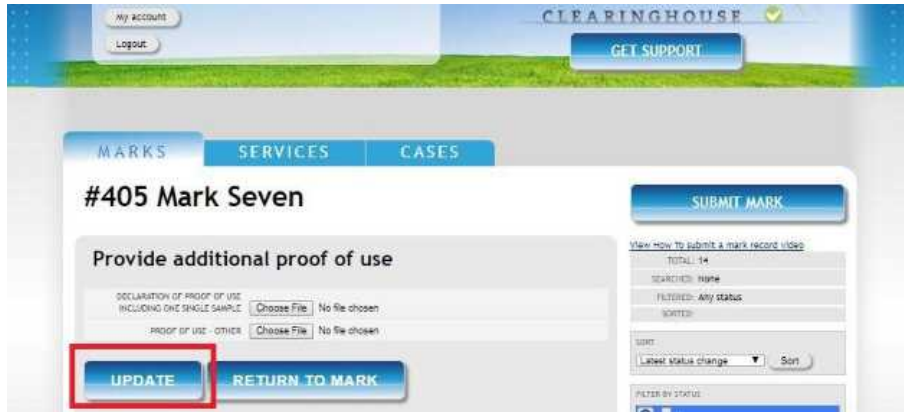 My account
Logout
CLEARINGHOUSE
GET SUPPORT
MARKS SERVICES CASES
#405 Mark Seven
SUBMIT MARK
View How to submit a mark record video
TOTAL: 14
SEARCHED: None
FILTERED: Any status
SORTED:
Provide additional proof of use
DECLARATION OF PROOF OF USE
INCLUDING ONE SINGLE SAMPLE Choose File No file chosen
PROOF OF USE - OTHER Choose File No file chosen
UPDATE RETURN TO MARK
SORT
Latest status change Sort
FILTER BY STATUS